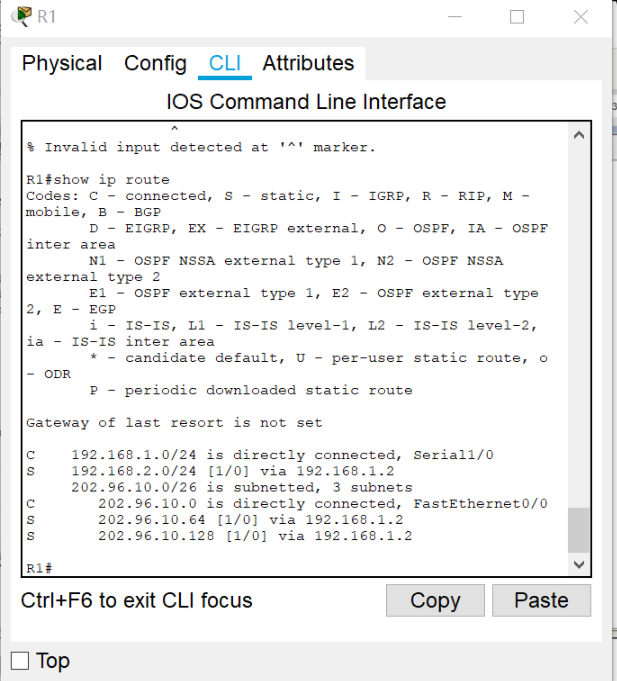 R1
Physical Config CLI Attributes
IOS Command Line Interface
^
% Invalid input detected at '^' marker.
R1#show ip route
Codes: C - connected, S - static, I - IGRP, R - RIP, M -
mobile, B - BGP
D - EIGRP, EX - EIGRP external, O - OSPF, IA - OSPF
inter area
N1 - OSPF NSSA external type 1, N2 - OSPF NSSA
external type 2
E1 - OSPF external type 1, E2 - OSPF external type
2, E - EGP
i - IS-IS, L1 - IS-IS level-1, L2 - IS-IS level-2,
ia - IS-IS inter area
* - candidate default, U - per-user static route, o
- ODR
P - periodic downloaded static route
Gateway of last resort is not set
C 192.168.1.0/24 is directly connected, Serial1/0
S 192.168.2.0/24 [1/0] via 192.168.1.2
202.96.10.0/26 is subnetted, 3 subnets
C 202.96.10.0 is directly connected, FastEthernet0/0
S 202.96.10.64 [1/0] via 192.168.1.2
S 202.96.10.128 [1/0] via 192.168.1.2
R1#
Ctrl+F6 to exit CLI focus
Copy Paste
Top